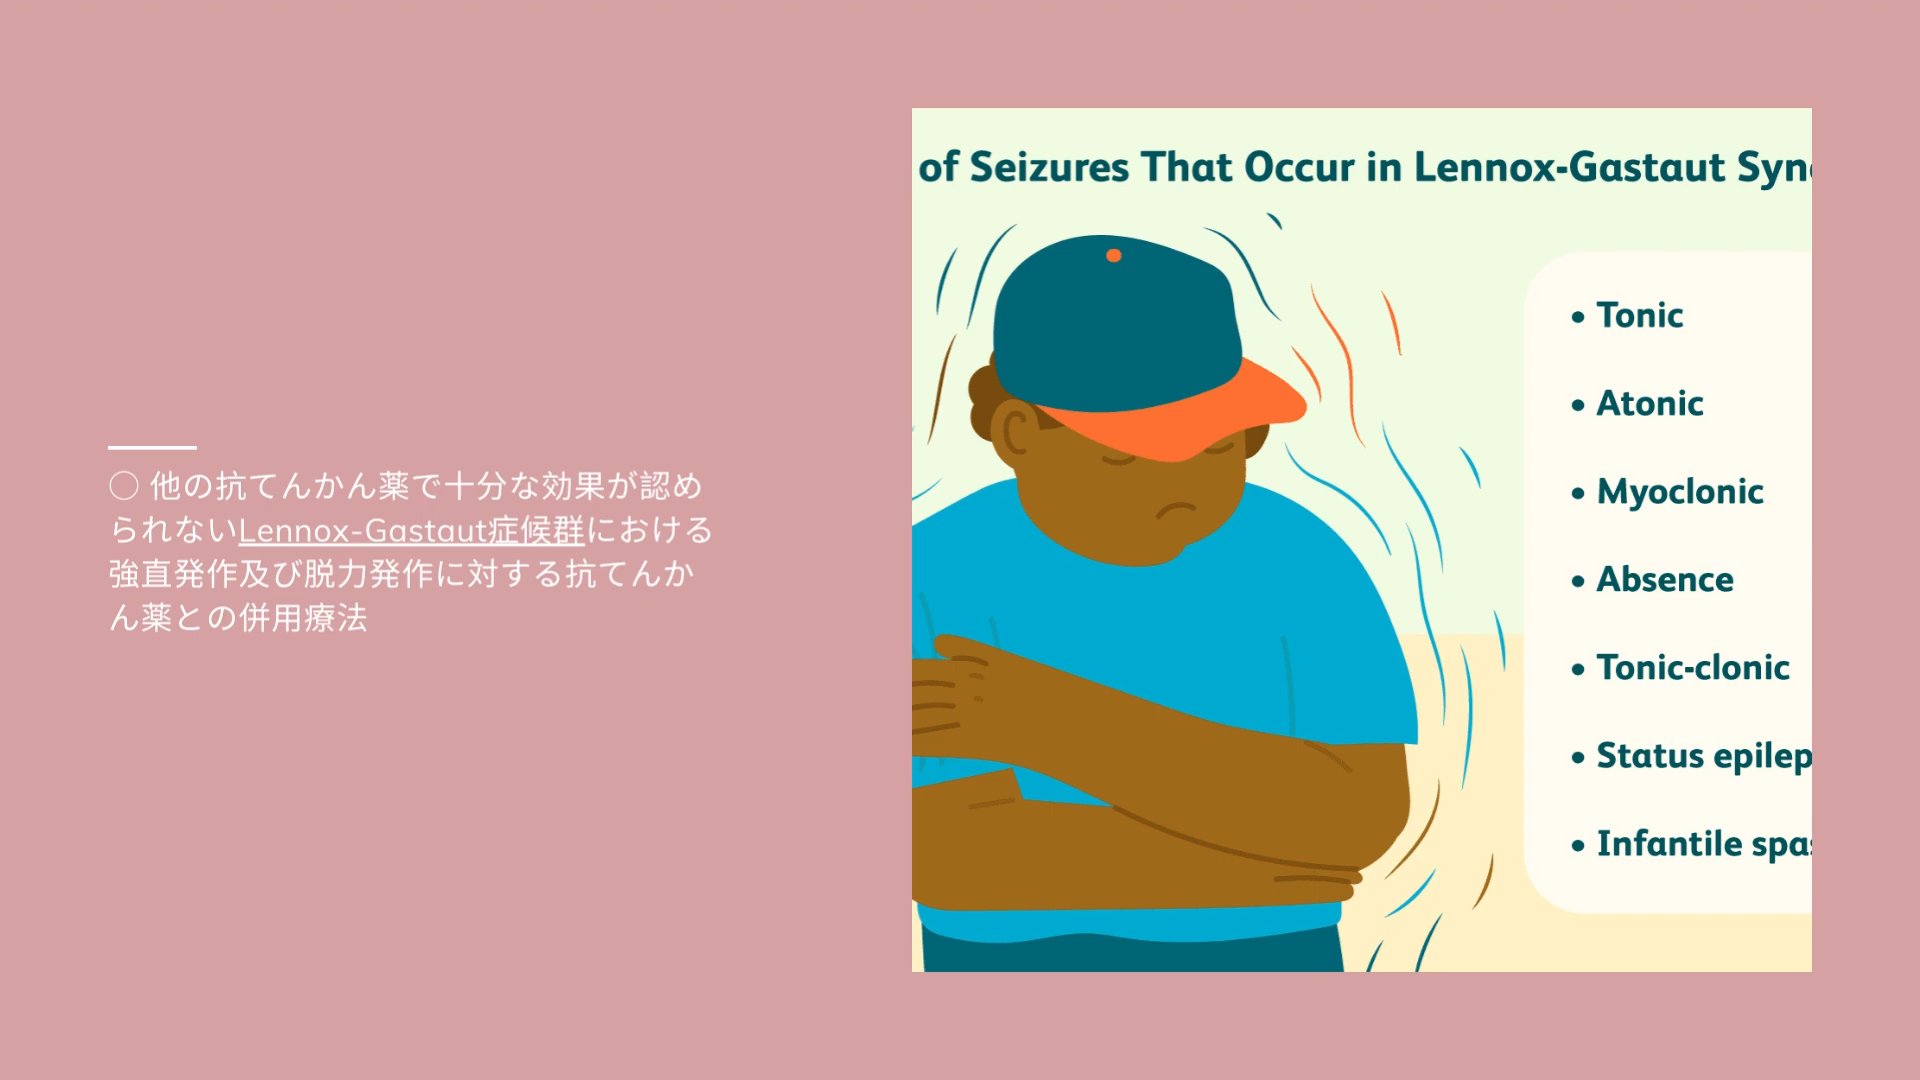 ○ 他の抗てんかん薬で十分な効果が認め
られないLennox-Gastaut症候群における
強直発作及び脱力発作に対する抗てんか
ん薬との併用療法
of Seizures That Occur in Lennox-Gastaut
• Tonic
• Atonic
• Myoclonic
• Absence
• Tonic-clonic
• Status
• Infantile